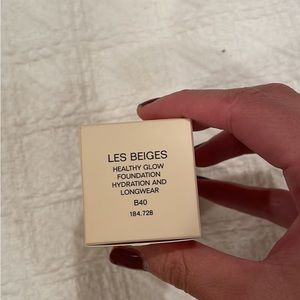 LES BEIGES
HEALTHY GLOW
FOUNDATION
HYDRATION AND
LONGWEAR
B40
184.728